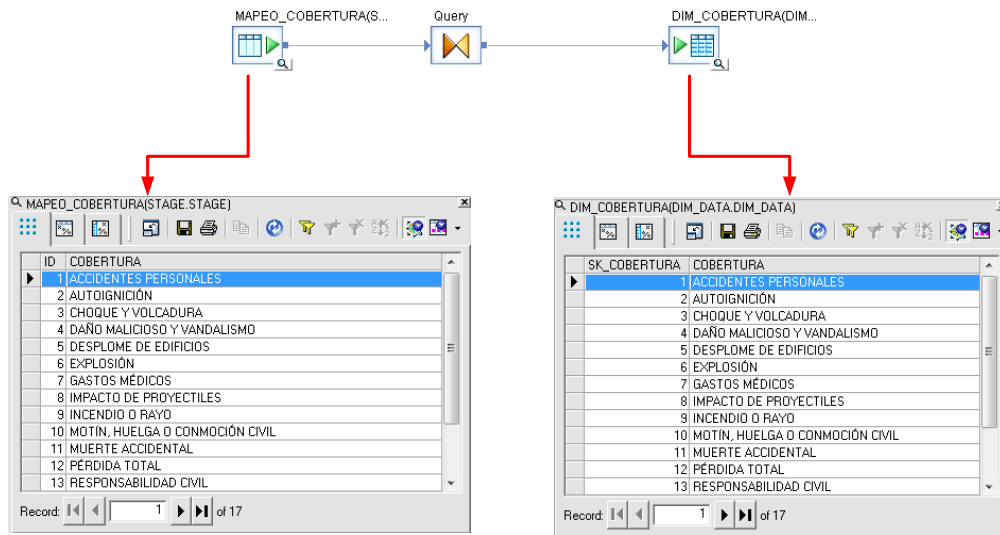 MAPEO_COBERTURA(S... Query DIM_COBERTURA(DIM...
MAPEO_COBERTURA(STAGE.STAGE)
ID COBERTURA
1 ACCIDENTES PERSONALES
2 AUTOIGNICIÓN
3 CHOQUE Y VOLCADURA
4 DAÑO MALICIOSO Y VANDALISMO
5 DESPLOME DE EDIFICIOS
6 EXPLOSIÓN
7 GASTOS MÉDICOS
8 IMPACTO DE PROYECTILES
9 INCENDIO O RAYO
10 MOTÍN, HUELGA O CONMOCIÓN CIVIL
11 MUERTE ACCIDENTAL
12 PÉRDIDA TOTAL
13 RESPONSABILIDAD CIVIL
Record: 1 of 17
DIM_COBERTURA(DIM_DATA.DIM_DATA)
SK_COBERTURA COBERTURA
1 ACCIDENTES PERSONALES
2 AUTOIGNICIÓN
3 CHOQUE Y VOLCADURA
4 DAÑO MALICIOSO Y VANDALISMO
5 DESPLOME DE EDIFICIOS
6 EXPLOSIÓN
7 GASTOS MÉDICOS
8 IMPACTO DE PROYECTILES
9 INCENDIO O RAYO
10 MOTÍN, HUELGA O CONMOCIÓN CIVIL
11 MUERTE ACCIDENTAL
12 PÉRDIDA TOTAL
13 RESPONSABILIDAD CIVIL
Record: 1 of 17